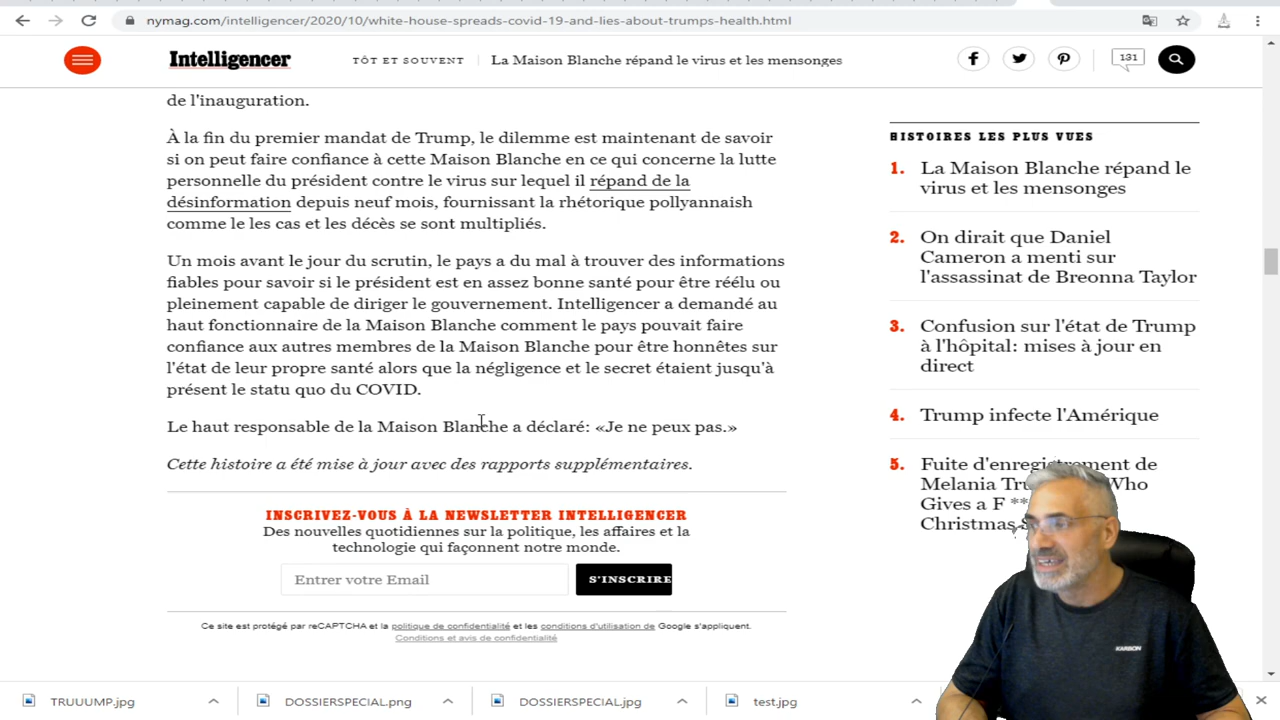 nymag.com/intelligencer/2020/10/white-house-spreads-covid-19-and-lies-about-trumps-health.html
Intelligencer
TÔT ET SOUVENT
La Maison Blanche répand le virus et les mensonges
131
de l'inauguration.
À la fin du premier mandat de Trump, le dilemme est maintenant de savoir
si on peut faire confiance à cette Maison Blanche en ce qui concerne la lutte
personnelle du président contre le virus sur lequel il répand de la
désinformation depuis neuf mois, fournissant la rhétorique pollyannaish
comme le les cas et les décès se sont multipliés.
Un mois avant le jour du scrutin, le pays a du mal à trouver des informations
fiables pour savoir si le président est en assez bonne santé pour être réélu ou
pleinement capable de diriger le gouvernement. Intelligencer a demandé au
haut fonctionnaire de la Maison Blanche comment le pays pouvait faire
confiance aux autres membres de la Maison Blanche pour être honnêtes sur
l'état de leur propre santé alors que la négligence et le secret étaient jusqu'à
présent le statu quo du COVID.
Le haut responsable de la Maison Blanche a déclaré: «Je ne peux pas.»
Cette histoire a été mise à jour avec des rapports supplémentaires.
INSCRIVEZ-VOUS À LA NEWSLETTER INTELLIGENCER
Des nouvelles quotidiennes sur la politique, les affaires et la
technologie qui façonnent notre monde.
Entrer votre Email
S'INSCRIRE
Ce site est protégé par reCAPTCHA et la politique de confidentialité et les conditions d'utilisation de Google s'appliquent.
Conditions et avis de confidentialité
HISTOIRES LES PLUS VUES
1. La Maison Blanche répand le
virus et les mensonges
2. On dirait que Daniel
Cameron a menti sur
l'assassinat de Breonna Taylor
3. Confusion sur l'état de Trump
à l'hôpital: mises à jour en
direct
4. Trump infecte l'Amérique
5. Fuite d'enregistrement de
Melania Who
Gives a F **
Christmas
KARBON
TRUUUMP.jpg
DOSSIERSPECIAL.png
DOSSIERSPECIAL.jpg
test.jpg